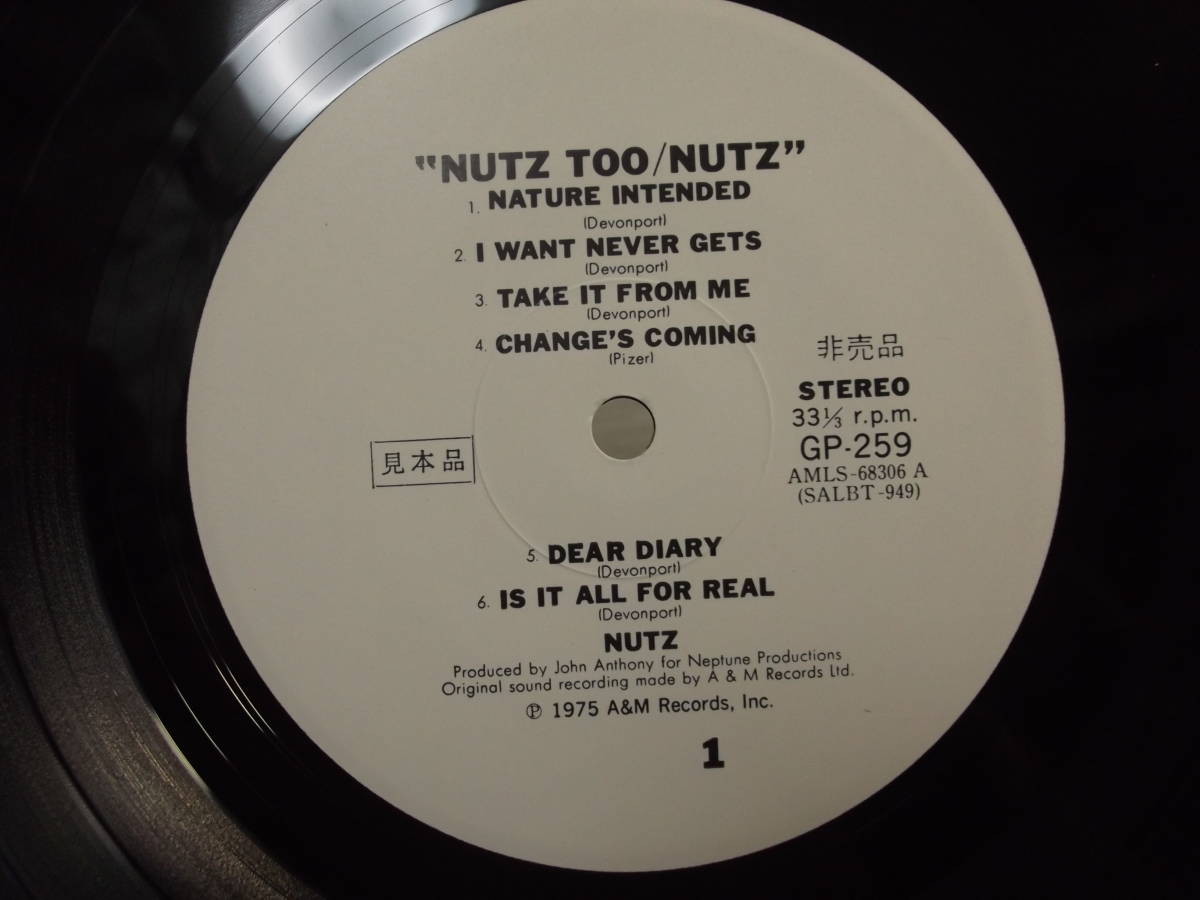 "NUTZ TOO/NUTZ"
1. NATURE INTENDED
(Devonport)
2. I WANT NEVER GETS
(Devonport)
3. TAKE IT FROM ME
(Devonport)
4. CHANGE'S COMING
(Pizer)
非売品
STEREO
33⅓ r.p.m.
GP-259
AMLS-68306 A
(SALBT-949)
見本品
5. DEAR DIARY
(Devonport)
6. IS IT ALL FOR REAL
(Devonport)
NUTZ
Produced by John Anthony for Neptune Productions
Original sound recording made by A & M Records Ltd.
℗ 1975 A&M Records, Inc.
1